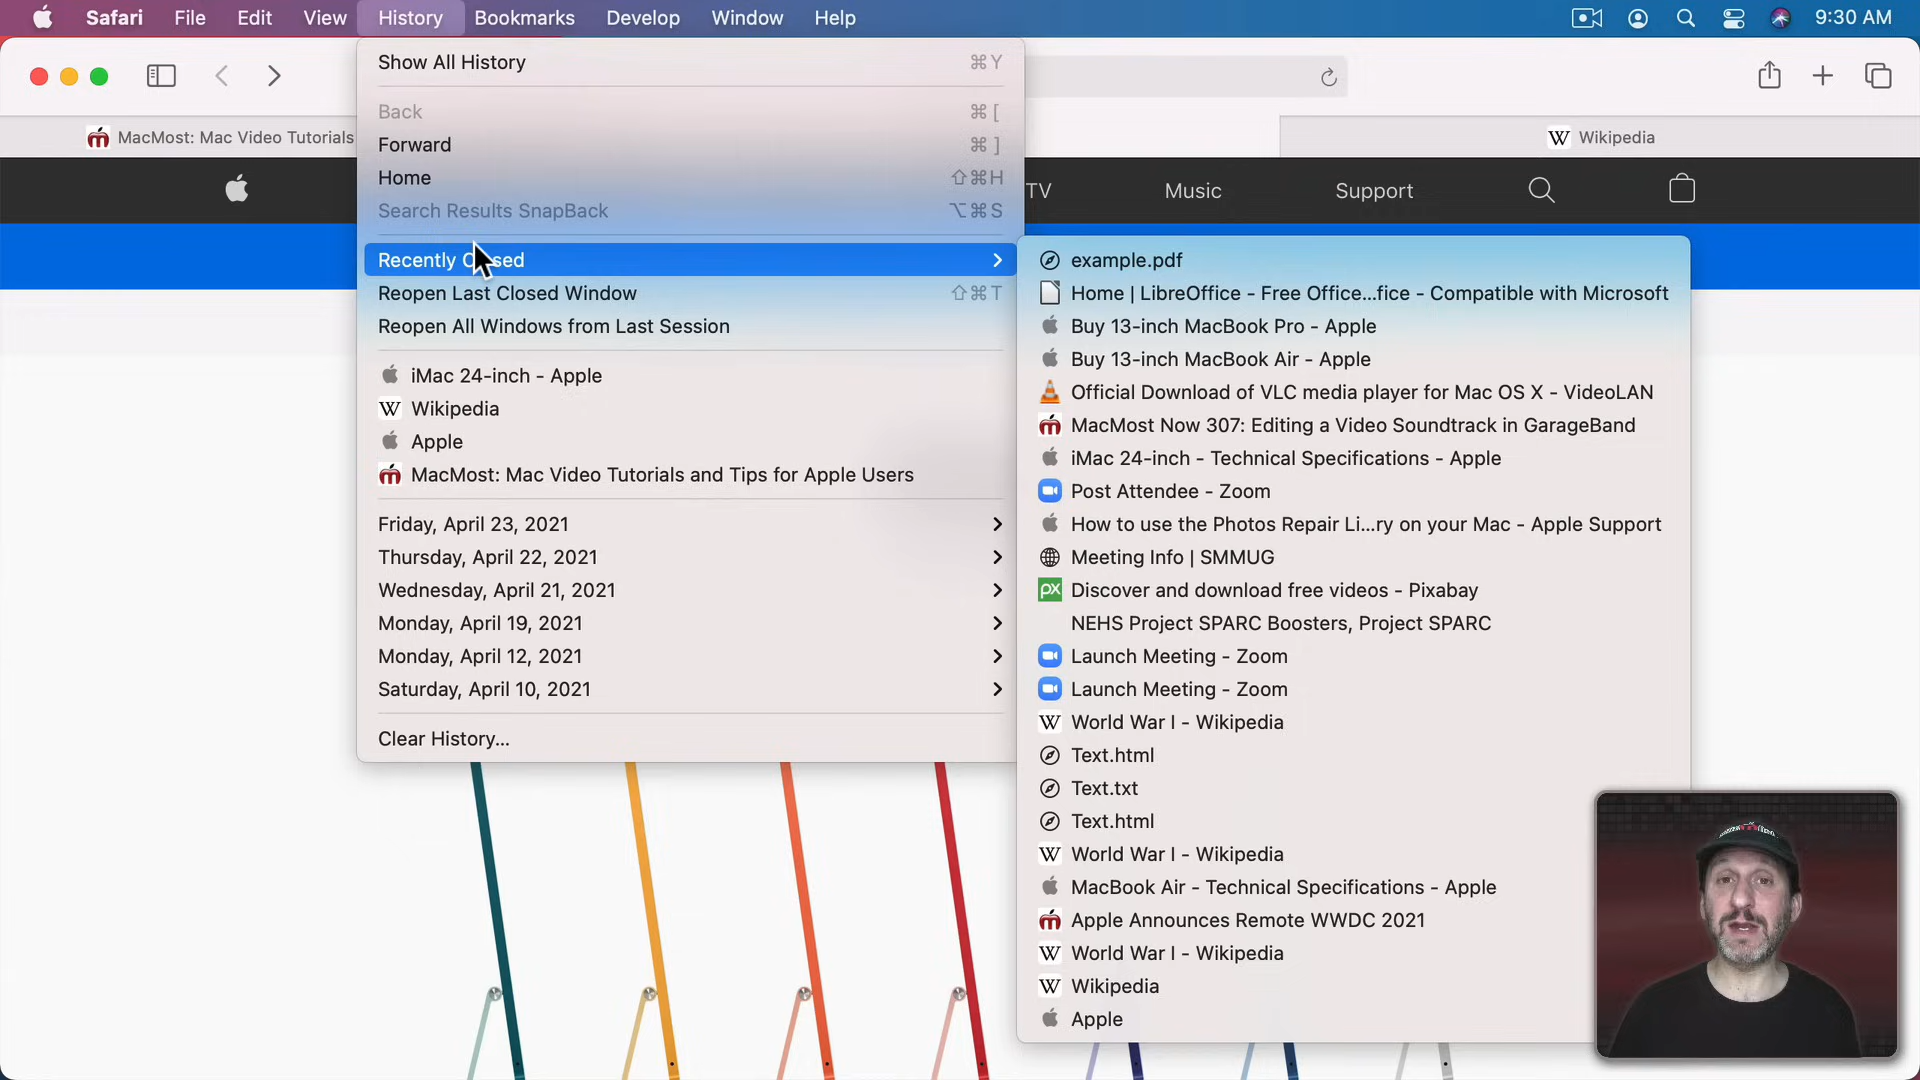 Safari File Edit View History Bookmarks Develop Window Help 9:30 AM
MacMost: Mac Video Tutorials
Wikipedia
TV Music Support
Show All History ⌘Y
Back ⌘[
Forward ⌘]
Home ⇧⌘H
Search Results SnapBack ⌥⌘S
Recently Closed
Reopen Last Closed Window ⇧⌘T
Reopen All Windows from Last Session
iMac 24-inch - Apple
Wikipedia
Apple
MacMost: Mac Video Tutorials and Tips for Apple Users
Friday, April 23, 2021
Thursday, April 22, 2021
Wednesday, April 21, 2021
Monday, April 19, 2021
Monday, April 12, 2021
Saturday, April 10, 2021
Clear History...
example.pdf
Home | LibreOffice - Free Office...fice - Compatible with Microsoft
Buy 13-inch MacBook Pro - Apple
Buy 13-inch MacBook Air - Apple
Official Download of VLC media player for Mac OS X - VideoLAN
MacMost Now 307: Editing a Video Soundtrack in GarageBand
iMac 24-inch - Technical Specifications - Apple
Post Attendee - Zoom
How to use the Photos Repair Li...ry on your Mac - Apple Support
Meeting Info | SMMUG
Discover and download free videos - Pixabay
NEHS Project SPARC Boosters, Project SPARC
Launch Meeting - Zoom
Launch Meeting - Zoom
World War I - Wikipedia
Text.html
Text.txt
Text.html
World War I - Wikipedia
MacBook Air - Technical Specifications - Apple
Apple Announces Remote WWDC 2021
World War I - Wikipedia
Wikipedia
Apple